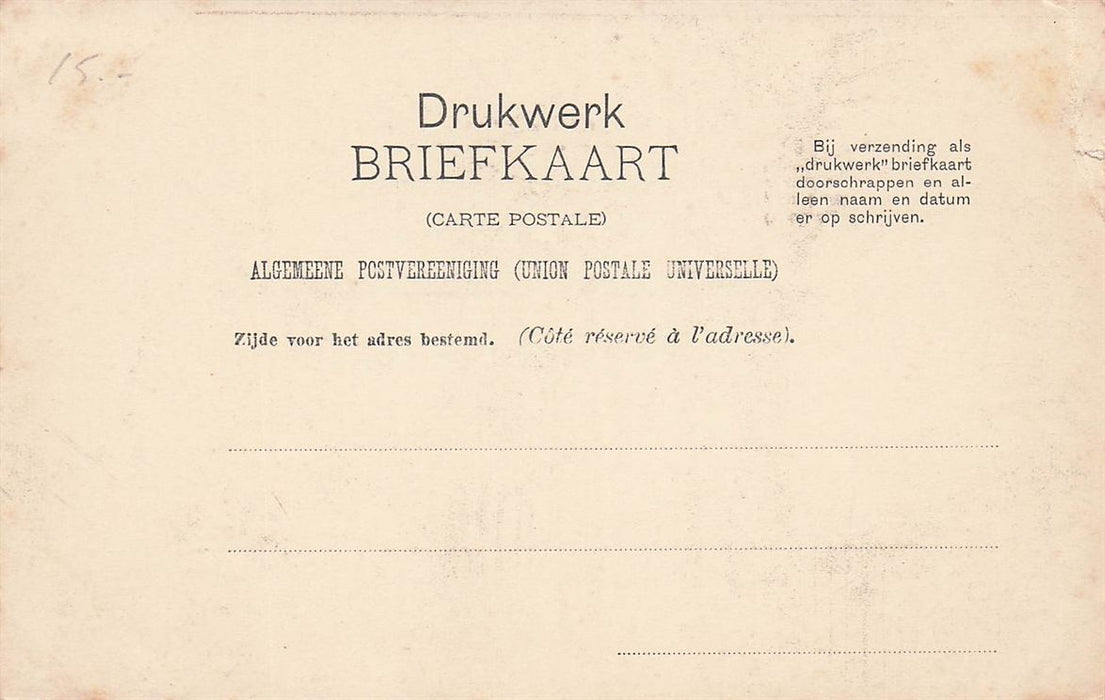 15.-
Drukwerk
BRIEFKAART
(CARTE POSTALE)
ALGEMEENE POSTVEREENIGING (UNION POSTALE UNIVERSELLE)
Zijde voor het adres bestemd. (Côté réservé à l'adresse).
Bij verzending als
„drukwerk" briefkaart
doorschrappen en al-
leen naam en datum
er op schrijven.